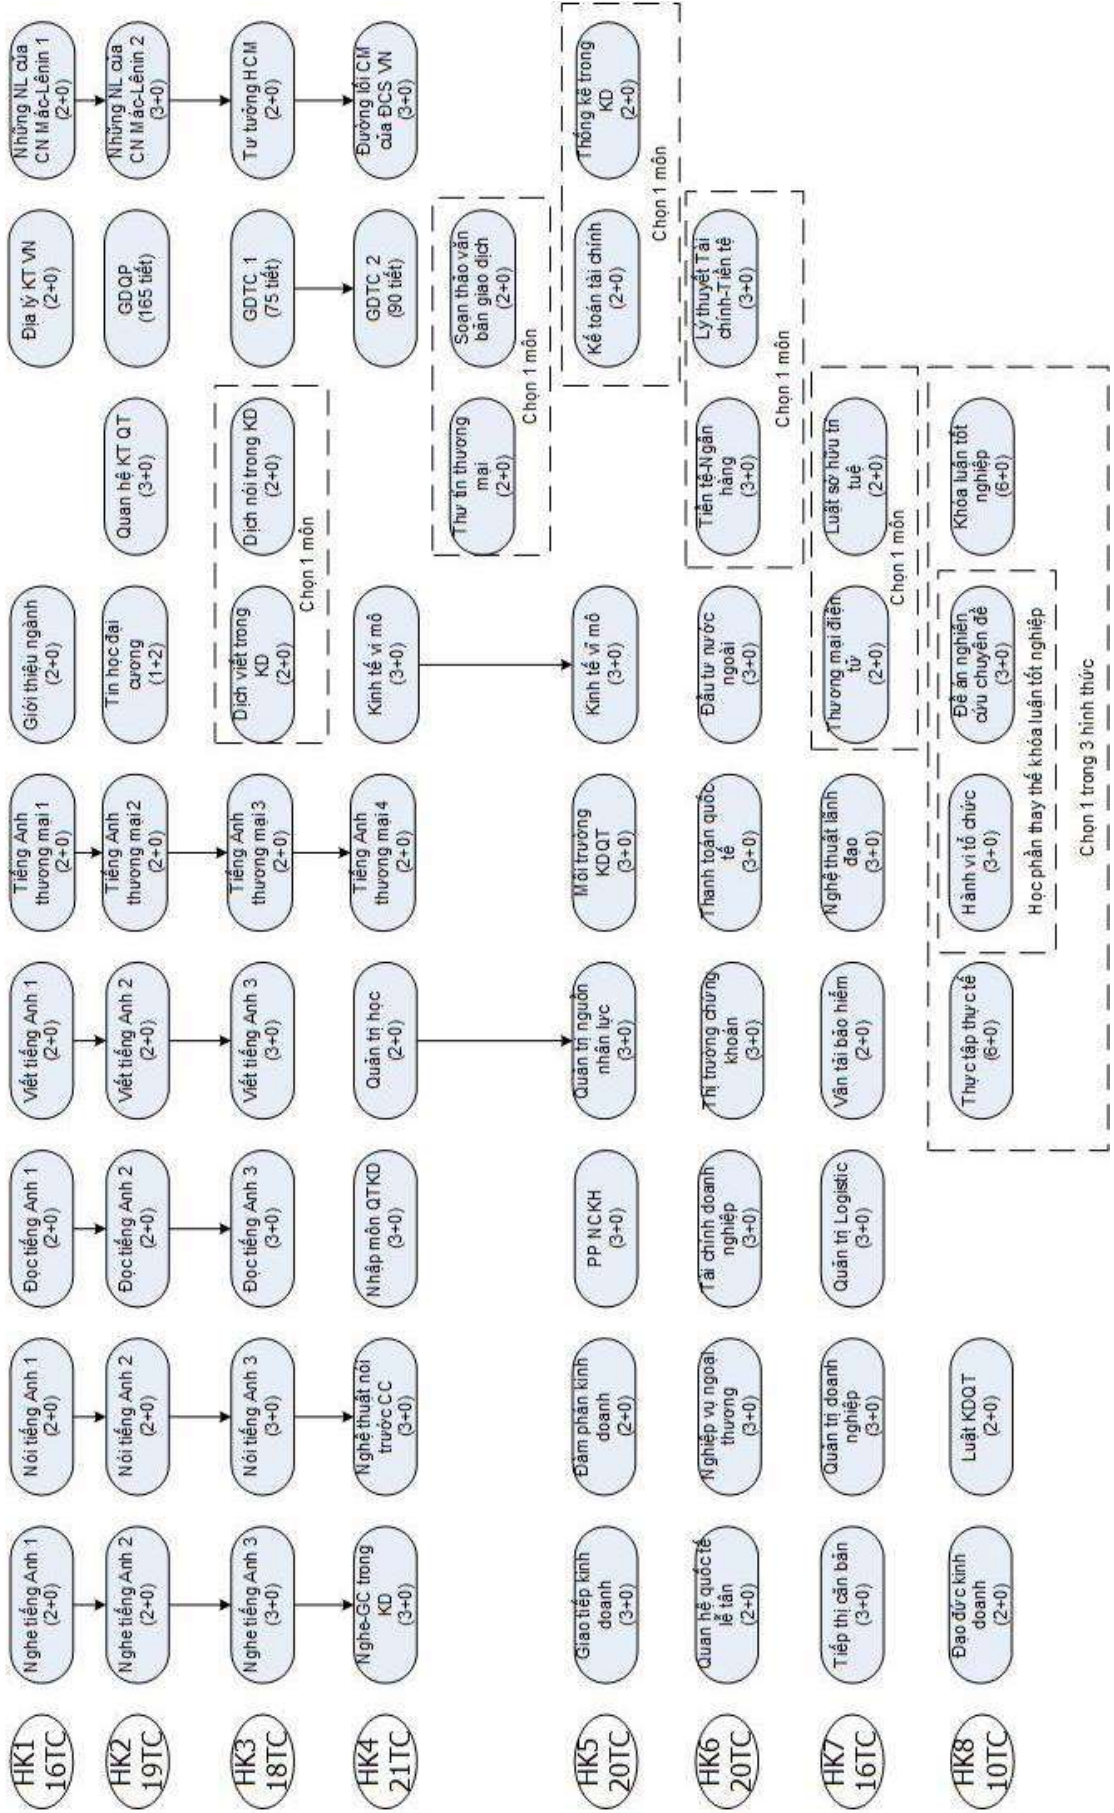 HK1
16TC
Nghe tiếng Anh 1
(2+0)
Nói tiếng Anh 1
(2+0)
Đọc tiếng Anh 1
(2+0)
Viết tiếng Anh 1
(2+0)
Tiếng Anh
thương mại 1
(2+0)
Giới thiệu ngành
(2+0)
Địa lý KT VN
(2+0)
Những NL của
CN Mác-Lênin 1
(2+0)
HK2
19TC
Nghe tiếng Anh 2
(2+0)
Nói tiếng Anh 2
(2+0)
Đọc tiếng Anh 2
(2+0)
Viết tiếng Anh 2
(2+0)
Tiếng Anh
thương mại 2
(2+0)
Tin học đại
cương
(1+2)
Quan hệ KT QT
(3+0)
GDQP
(165 tiết)
Những NL của
CN Mác-Lênin 2
(3+0)
HK3
18TC
Nghe tiếng Anh 3
(3+0)
Nói tiếng Anh 3
(3+0)
Đọc tiếng Anh 3
(3+0)
Viết tiếng Anh 3
(3+0)
Tiếng Anh
thương mại 3
(2+0)
Dịch viết trong
KD
(2+0)
Dịch nói trong KD
(2+0)
Chọn 1 môn
GDTC 1
(75 tiết)
Tư tưởng HCM
(2+0)
HK4
21TC
Nghe-GC trong
KD
(3+0)
Nghệ thuật nói
trước CC
(3+0)
Nhập môn QTKD
(3+0)
Quản trị học
(2+0)
Tiếng Anh
thương mại 4
(2+0)
Kinh tế vi mô
(3+0)
GDTC 2
(90 tiết)
Đường lối CM
của ĐCS VN
(3+0)
Thư tín thương
mại
(2+0)
Soạn thảo văn
bản giao dịch
(2+0)
Chọn 1 môn
HK5
20TC
Giao tiếp kinh
doanh
(3+0)
Đàm phán kinh
doanh
(2+0)
PP NCKH
(3+0)
Quản trị nguồn
nhân lực
(3+0)
Môi trường
KDQT
(3+0)
Kinh tế vĩ mô
(3+0)
Kế toán tài chính
(2+0)
Thống kê trong
KD
(2+0)
Chọn 1 môn
HK6
20TC
Quan hệ quốc tế
lễ tân
(2+0)
Nghiệp vụ ngoại
thương
(3+0)
Tài chính doanh
nghiệp
(3+0)
Thị trường chứng
khoán
(3+0)
Thanh toán quốc
tế
(3+0)
Đầu tư nước
ngoài
(3+0)
Tiền tệ-Ngân
hàng
(3+0)
Lý thuyết Tài
chính-Tiền tệ
(3+0)
Chọn 1 môn
HK7
16TC
Tiếp thị căn bản
(3+0)
Quản trị doanh
nghiệp
(3+0)
Quản trị Logistic
(3+0)
Vận tải bảo hiểm
(2+0)
Nghệ thuật lãnh
đạo
(3+0)
Thương mại điện
tử
(2+0)
Luật sở hữu trí
tuệ
(2+0)
Chọn 1 môn
HK8
10TC
Đạo đức kinh
doanh
(2+0)
Luật KDQT
(2+0)
Thực tập thực tế
(6+0)
Hành vi tổ chức
(3+0)
Đề án nghiên
cứu chuyên đề
(3+0)
Học phần thay thế khóa luận tốt nghiệp
Khóa luận tốt
nghiệp
(6+0)
Chọn 1 trong 3 hình thức